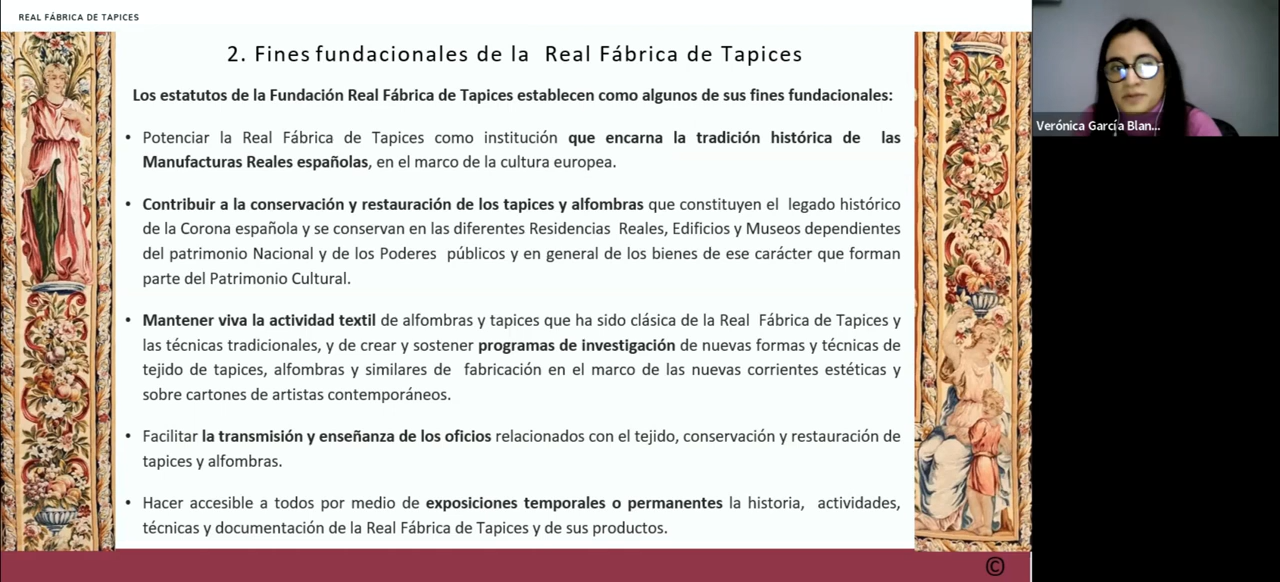 REAL FÁBRICA DE TAPICES
2. Fines fundacionales de la Real Fábrica de Tapices
Los estatutos de la Fundación Real Fábrica de Tapices establecen como algunos de sus fines fundacionales:
• Potenciar la Real Fábrica de Tapices como institución que encarna la tradición histórica de las
Manufacturas Reales españolas, en el marco de la cultura europea.
• Contribuir a la conservación y restauración de los tapices y alfombras que constituyen el legado histórico
de la Corona española y se conservan en las diferentes Residencias Reales, Edificios y Museos dependientes
del patrimonio Nacional y de los Poderes públicos y en general de los bienes de ese carácter que forman
parte del Patrimonio Cultural.
• Mantener viva la actividad textil de alfombras y tapices que ha sido clásica de la Real Fábrica de Tapices y
las técnicas tradicionales, y de crear y sostener programas de investigación de nuevas formas y técnicas de
tejido de tapices, alfombras y similares de fabricación en el marco de las nuevas corrientes estéticas y
sobre cartones de artistas contemporáneos.
• Facilitar la transmisión y enseñanza de los oficios relacionados con el tejido, conservación y restauración de
tapices y alfombras.
• Hacer accesible a todos por medio de exposiciones temporales o permanentes la historia, actividades,
técnicas y documentación de la Real Fábrica de Tapices y de sus productos.
©
Verónica García Blan...